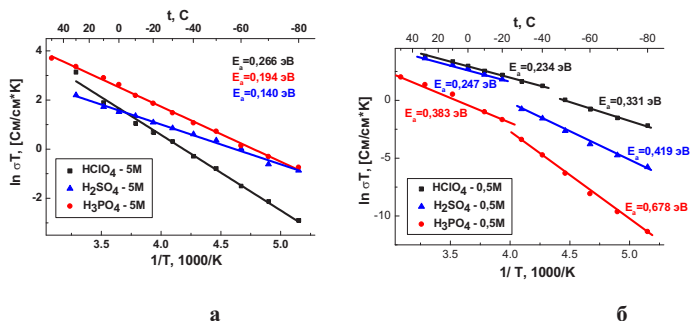 t, C
40 20 0 -20 -40 -60 -80
E_a=0,266 эВ
E_a=0,194 эВ
E_a=0,140 эВ
4
2
0
-2
ln σT, [См/см*K]
HClO4 - 5M
H2SO4 - 5M
H3PO4 - 5M
3.5 4.0 4.5 5.0
1/T, 1000/K
а
t, C
40 20 0 -20 -40 -60 -80
E_a=0,234 эВ
E_a=0,247 эВ
E_a=0,331 эВ
E_a=0,383 эВ
E_a=0,419 эВ
E_a=0,678 эВ
5
0
-5
-10
ln σT, [См/см*K]
HClO4 - 0,5M
H2SO4 - 0,5M
H3PO4 - 0,5M
3.5 4.0 4.5 5.0
1/ T, 1000/K
б